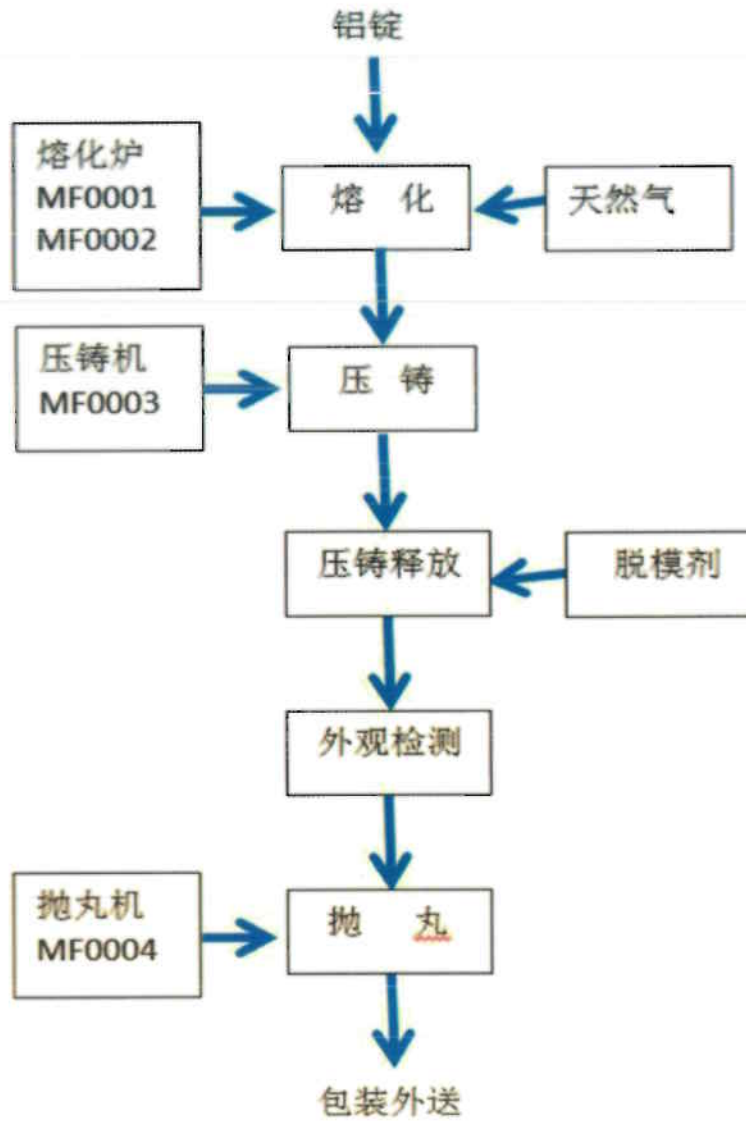 铝锭
熔化炉
MF0001
MF0002
熔 化
天然气
压铸机
MF0003
压 铸
压铸释放
脱模剂
外观检测
抛丸机
MF0004
抛 丸
包装外送